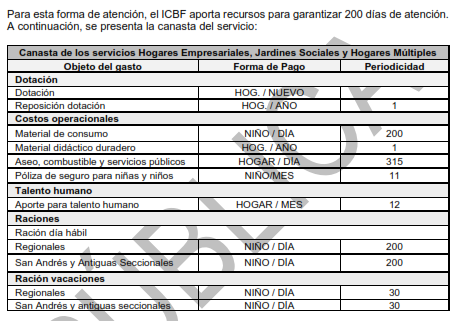 Para esta forma de atención, el ICBF aporta recursos para garantizar 200 días de atención.
A continuación, se presenta la canasta del servicio:
Canasta de los servicios Hogares Empresariales, Jardines Sociales y Hogares Múltiples
Objeto del gasto Forma de Pago Periodicidad
Dotación
Dotación HOG. / NUEVO
Reposición dotación HOG. / AÑO 1
Costos operacionales
Material de consumo NIÑO / DÍA 200
Material didáctico duradero HOG. / AÑO 1
Aseo, combustible y servicios públicos HOGAR / DÍA 315
Póliza de seguro para niñas y niños NIÑO/MES 11
Talento humano
Aporte para talento humano HOGAR / MES 12
Raciones
Ración día hábil
Regionales NIÑO / DÍA 200
San Andrés y Antiguas Seccionales NIÑO / DÍA 200
Ración vacaciones
Regionales NIÑO / DÍA 30
San Andrés y antiguas seccionales NIÑO / DÍA 30